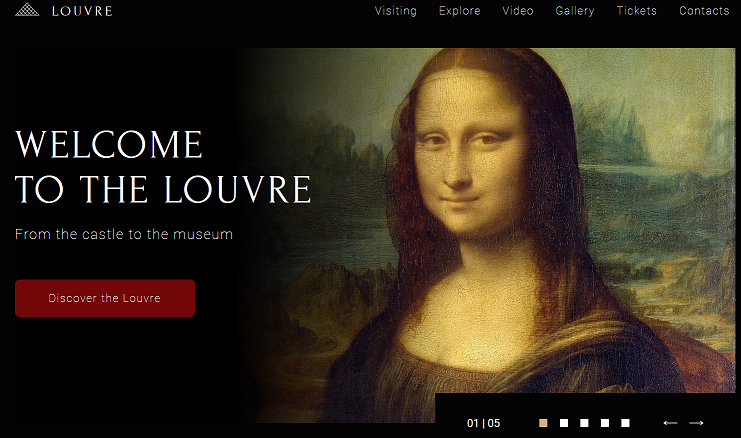 LOUVRE
Visiting Explore Video Gallery Tickets Contacts
WELCOME
TO THE LOUVRE
From the castle to the museum
Discover the Louvre
01 | 05